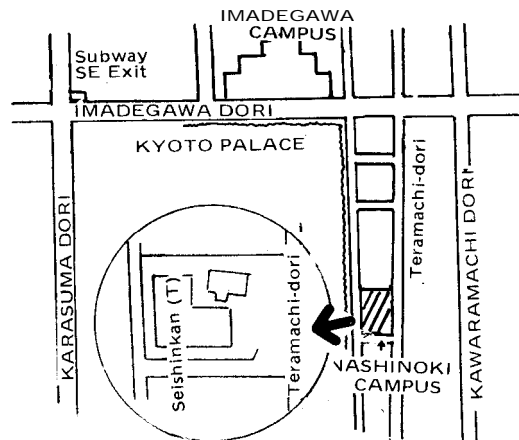 IMADEGAWA
CAMPUS
Subway
SE Exit
IMADEGAWA DORI
KYOTO PALACE
KARASUMA DORI
Seishinkan (T)
Teramachi-dori
Teramachi-dori
KAWARAMACHI DORI
NASHINOKI
CAMPUS